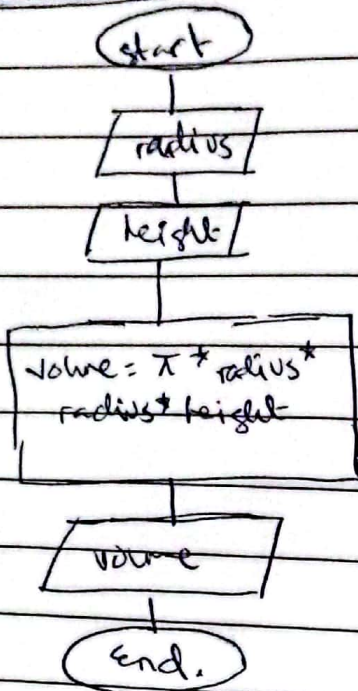 start
radius
height
volume = π * radius *
radius * height
volume
End.